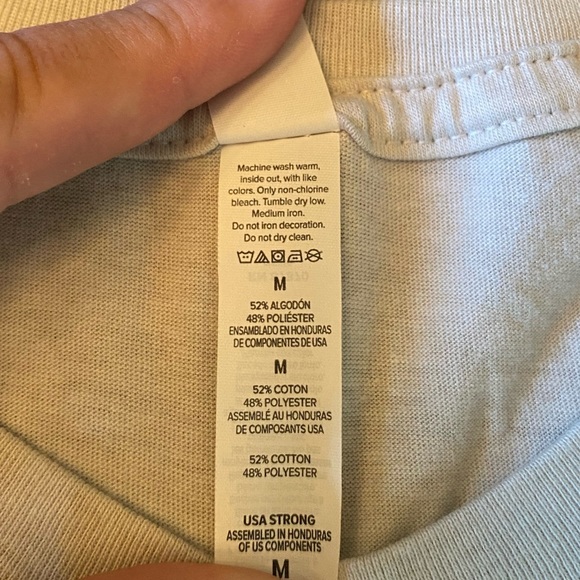 Machine wash warm,
inside out, with like
colors. Only non-chlorine
bleach. Tumble dry low.
Medium iron.
Do not iron decoration.
Do not dry clean.
M
52% ALGODÓN
48% POLIÉSTER
ENSAMBLADO EN HONDURAS
DE COMPONENTES DE USA
M
52% COTON
48% POLYESTER
ASSEMBLÉ AU HONDURAS
DE COMPOSANTS USA
52% COTTON
48% POLYESTER
USA STRONG
ASSEMBLED IN HONDURAS
OF US COMPONENTS
M